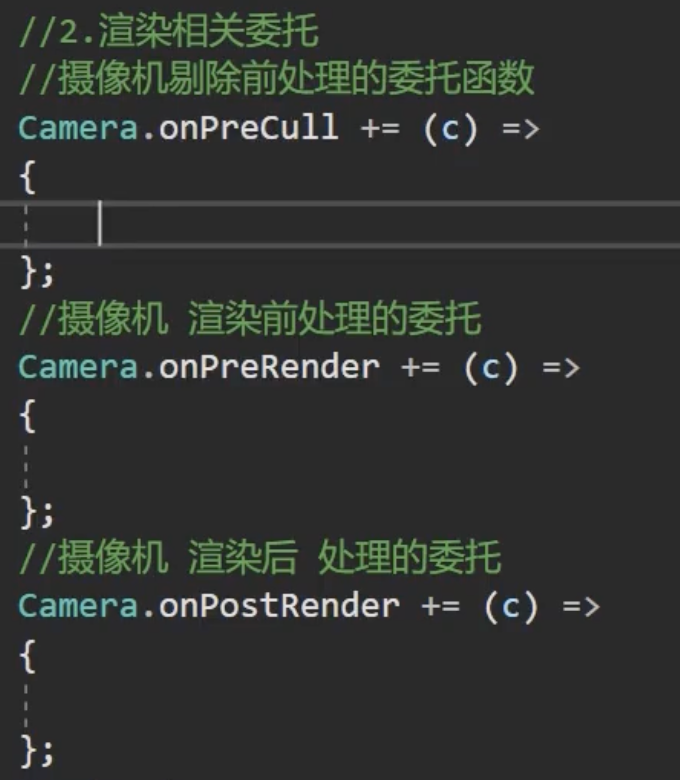 //2.渲染相关委托
//摄像机剔除前处理的委托函数
Camera.onPreCull += (c) =>
{
};
//摄像机 渲染前处理的委托
Camera.onPreRender += (c) =>
{
};
//摄像机 渲染后 处理的委托
Camera.onPostRender += (c) =>
{
};